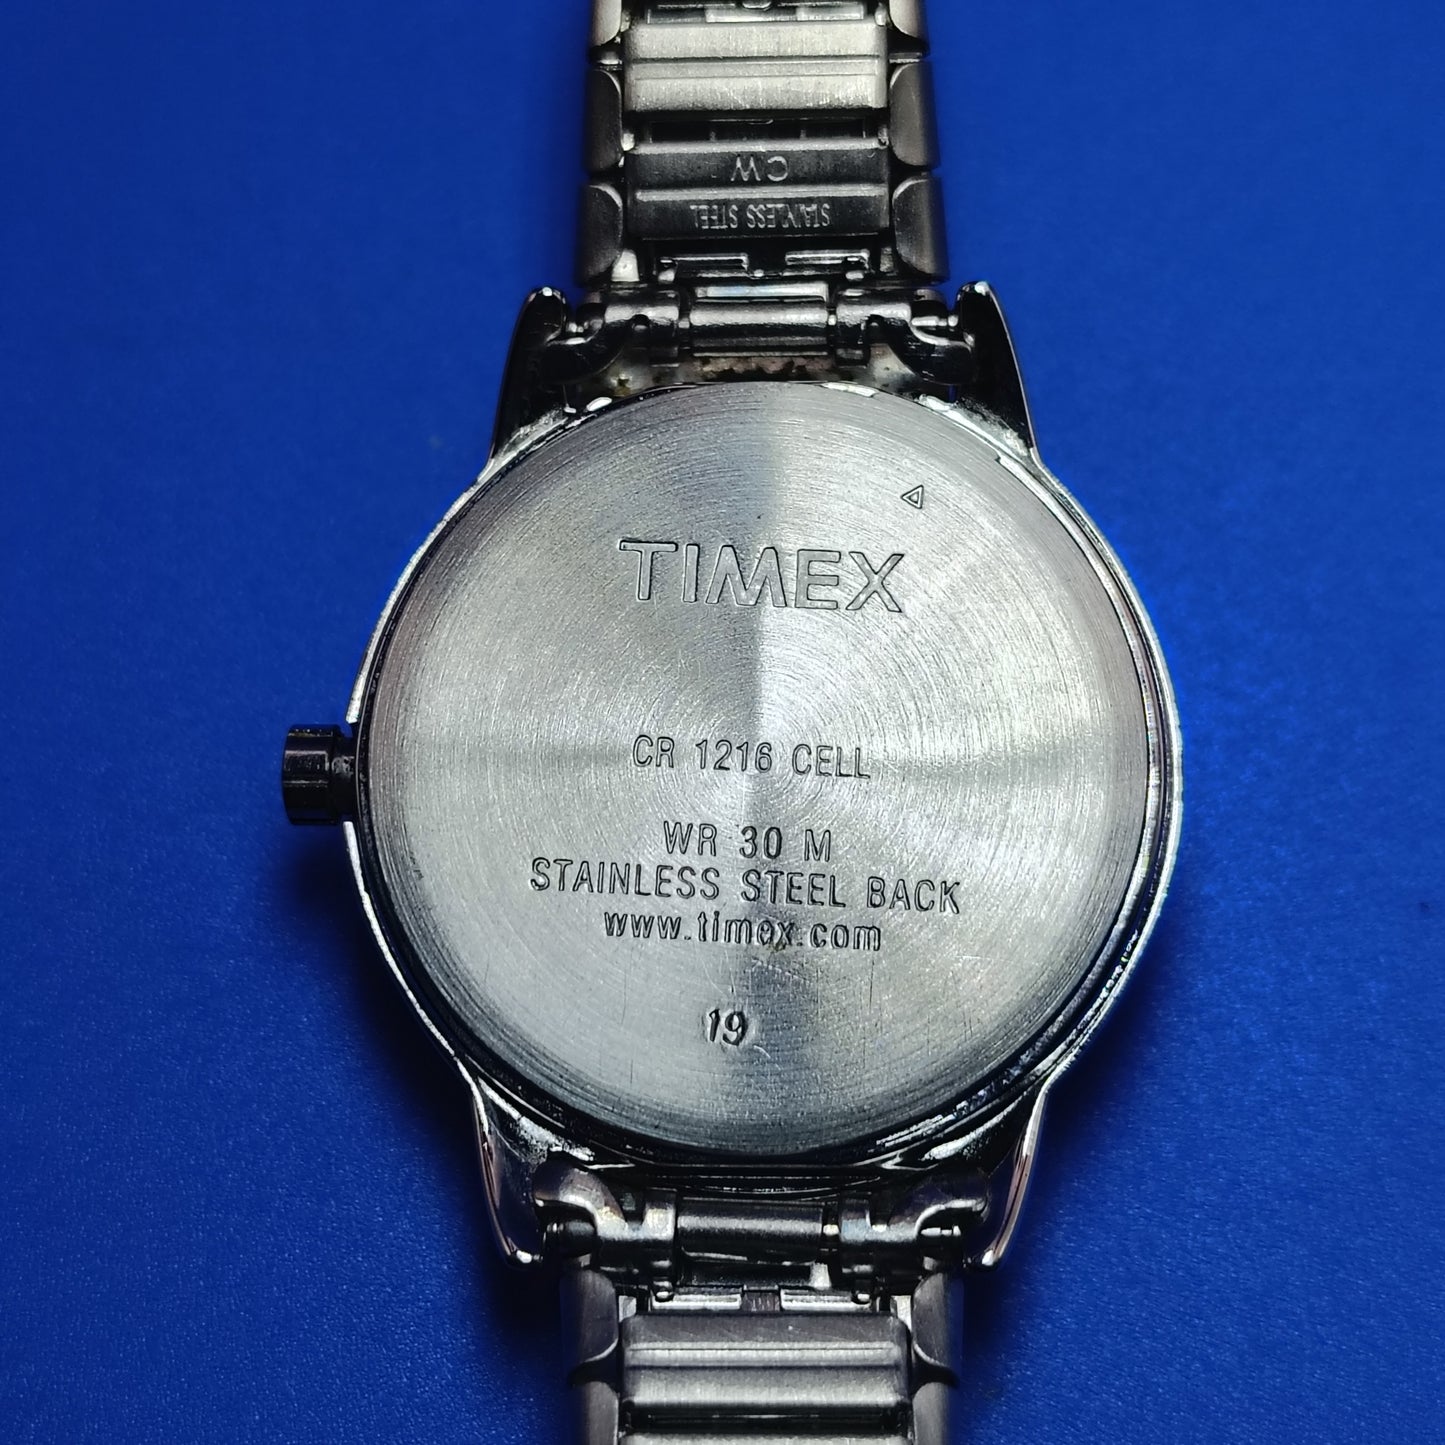 CW
STAINLESS STEEL
TIMEX
CR 1216 CELL
WR 30 M
STAINLESS STEEL BACK
www.timex.com
19